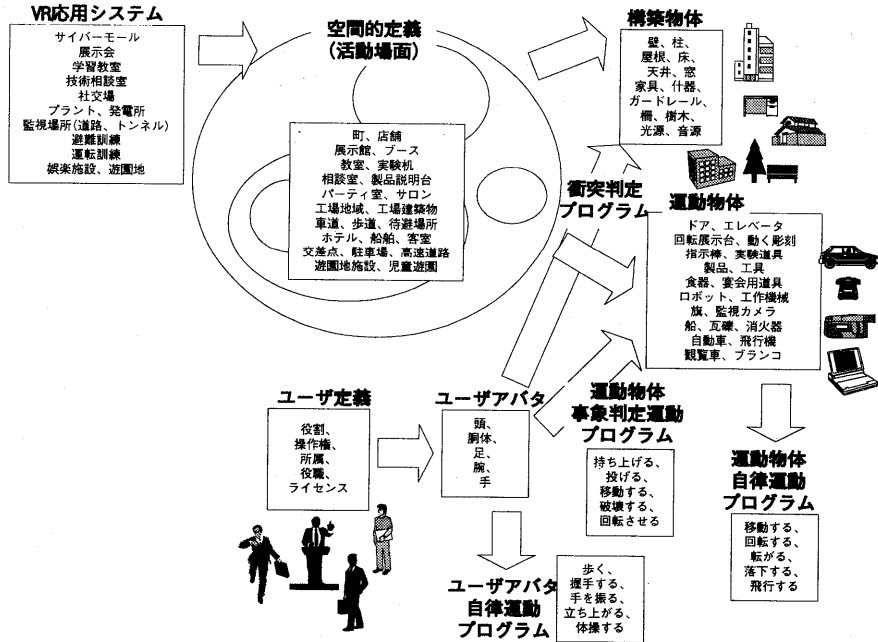 VR応用システム
サイバーモール
展示会
学習教室
技術相談室
社交場
プラント、発電所
監視場所(道路、トンネル)
避難訓練
運転訓練
娯楽施設、遊園地
空間的定義
(活動場面)
町、店舗
展示館、ブース
教室、実験机
相談室、製品説明台
パーティ室、サロン
工場地域、工場建築物
車道、歩道、待避場所
ホテル、船舶、客室
交差点、駐車場、高速道路
遊園地施設、児童遊園
構築物体
壁、柱、
屋根、床、
天井、窓
家具、什器、
ガードレール、
柵、樹木、
光源、音源
衝突判定
プログラム
運動物体
ドア、エレベータ
回転展示台、動く彫刻
指示棒、実験道具
製品、工具
食器、宴会用道具
ロボット、工作機械
旗、監視カメラ
船、瓦礫、消火器
自動車、飛行機
観覧車、ブランコ
ユーザ定義
役割、
操作権、
所属、
役職、
ライセンス
ユーザアバタ
頭、
胴体、
足、
腕、
手
運動物体
事象判定運動
プログラム
持ち上げる、
投げる、
移動する、
破壊する、
回転させる
運動物体
自律運動
プログラム
移動する、
回転する、
転がる、
落下する、
飛行する
ユーザアバタ
自律運動
プログラム
歩く、
握手する、
手を振る、
立ち上がる、
体操する